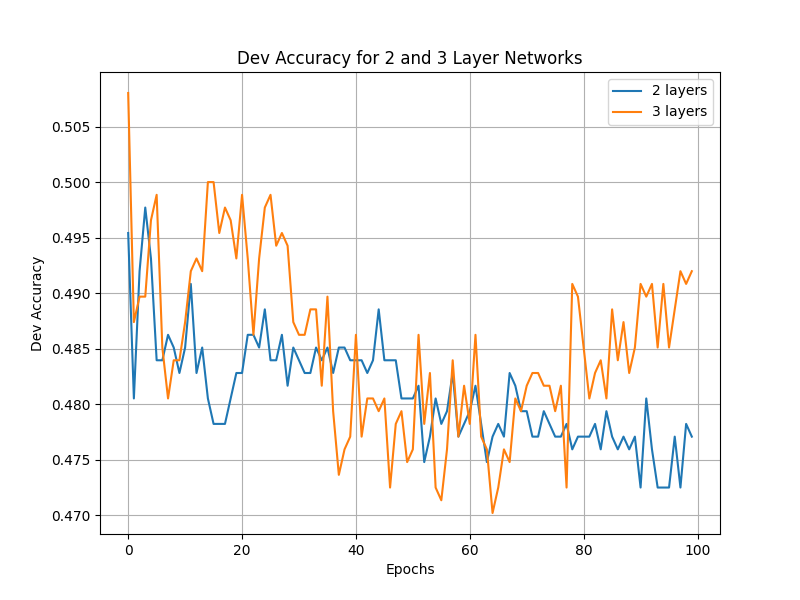 Dev Accuracy for 2 and 3 Layer Networks
2 layers
3 layers
Dev Accuracy
0.505
0.500
0.495
0.490
0.485
0.480
0.475
0.470
0 20 40 60 80 100
Epochs